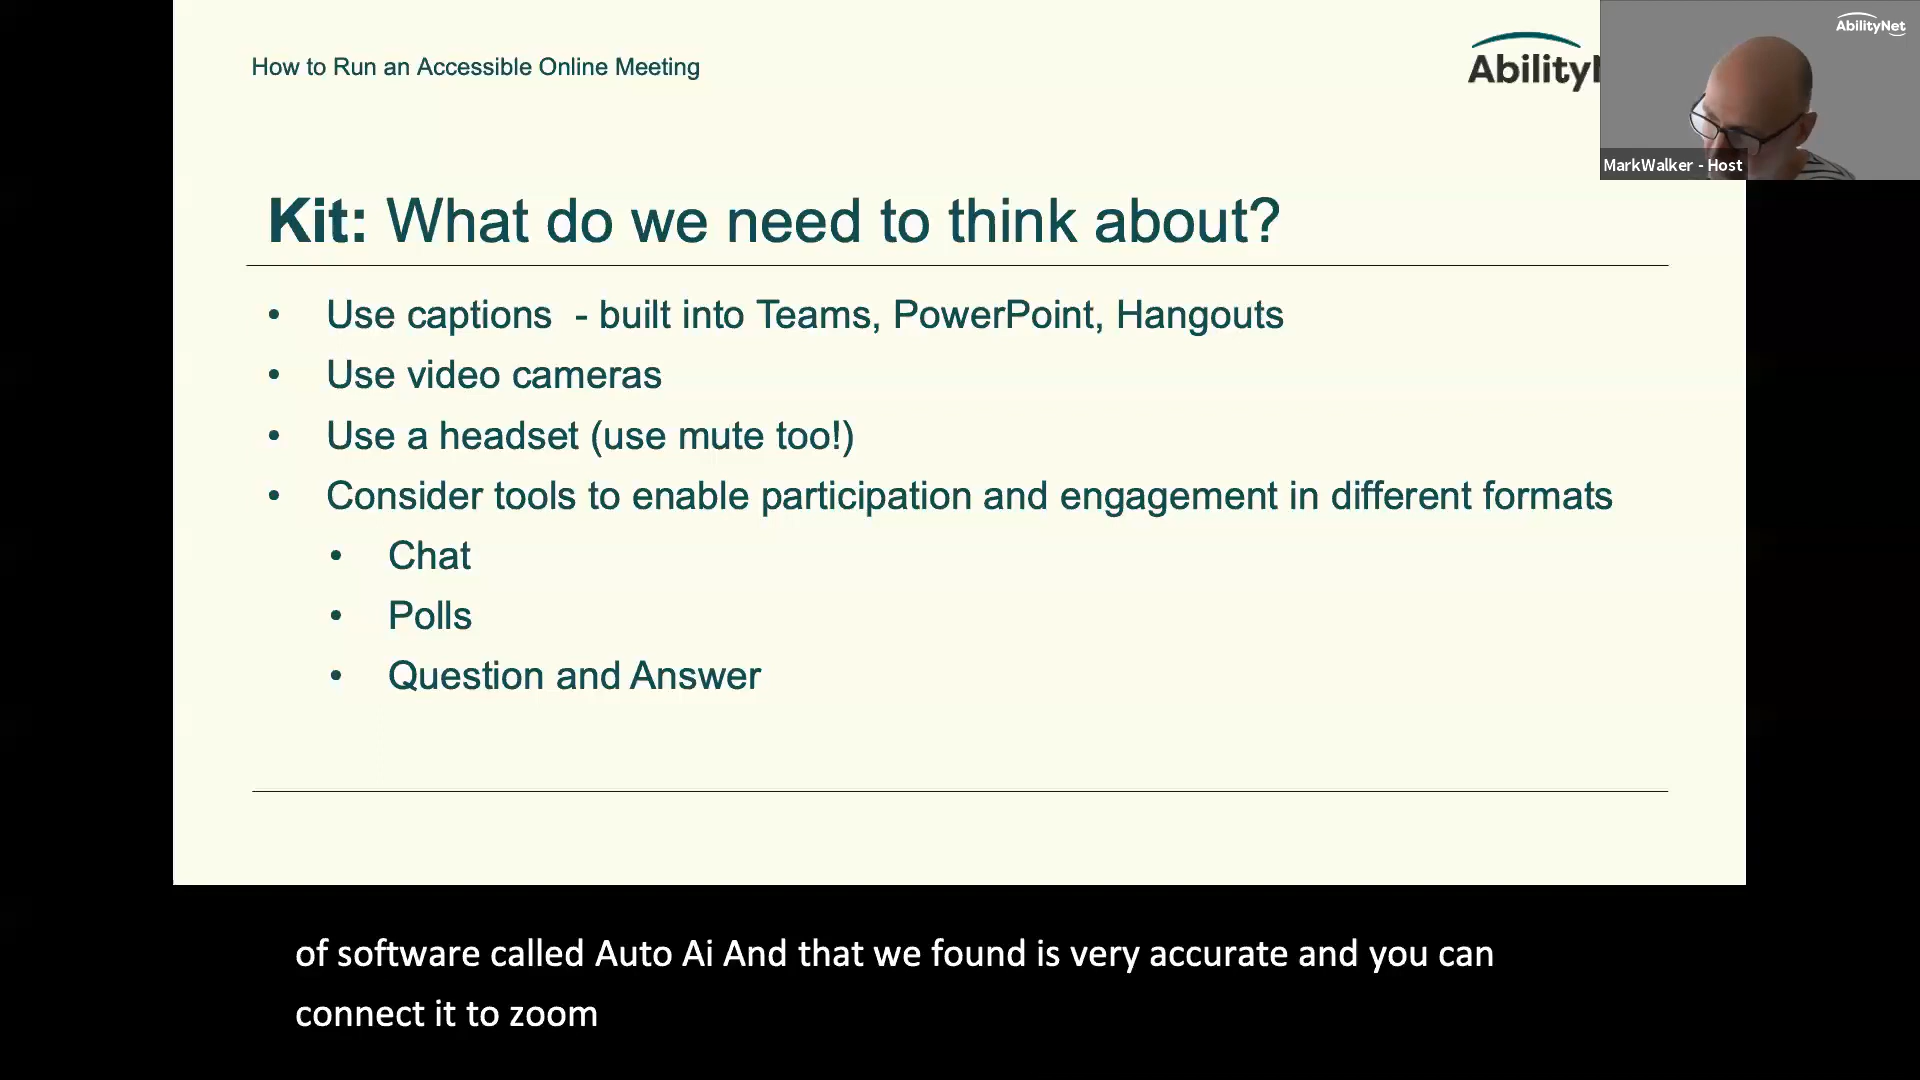 How to Run an Accessible Online Meeting
AbilityN
AbilityNet
MarkWalker - Host
Kit: What do we need to think about?
• Use captions - built into Teams, PowerPoint, Hangouts
• Use video cameras
• Use a headset (use mute too!)
• Consider tools to enable participation and engagement in different formats
• Chat
• Polls
• Question and Answer
of software called Auto Ai And that we found is very accurate and you can
connect it to zoom